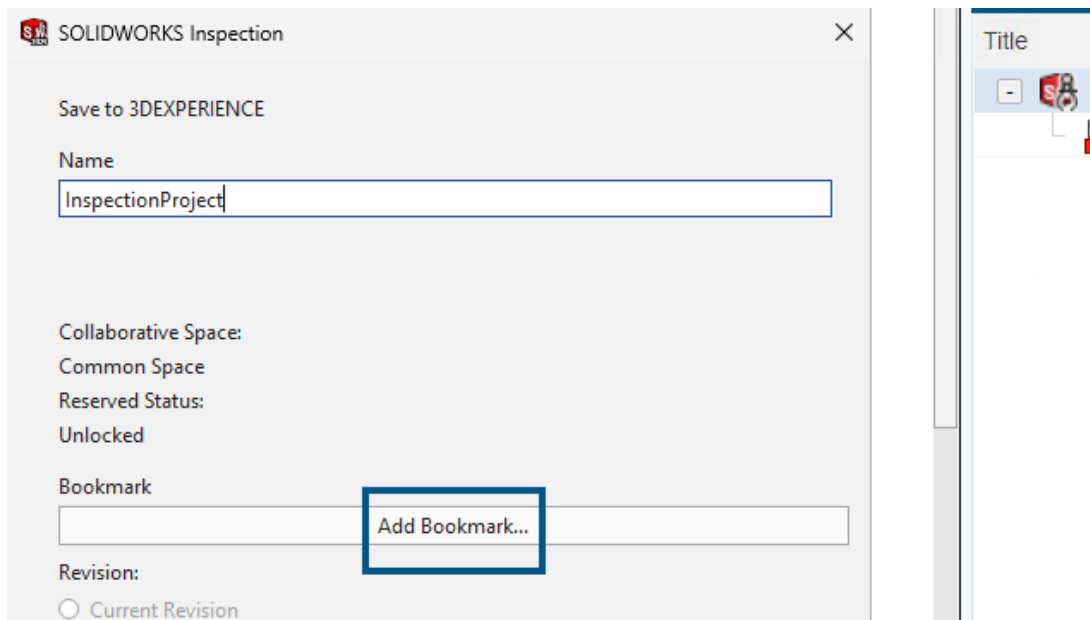 SOLIDWORKS Inspection
Save to 3DEXPERIENCE
Name
InspectionProject
Collaborative Space:
Common Space
Reserved Status:
Unlocked
Bookmark
Add Bookmark...
Revision:
Current Revision
Title